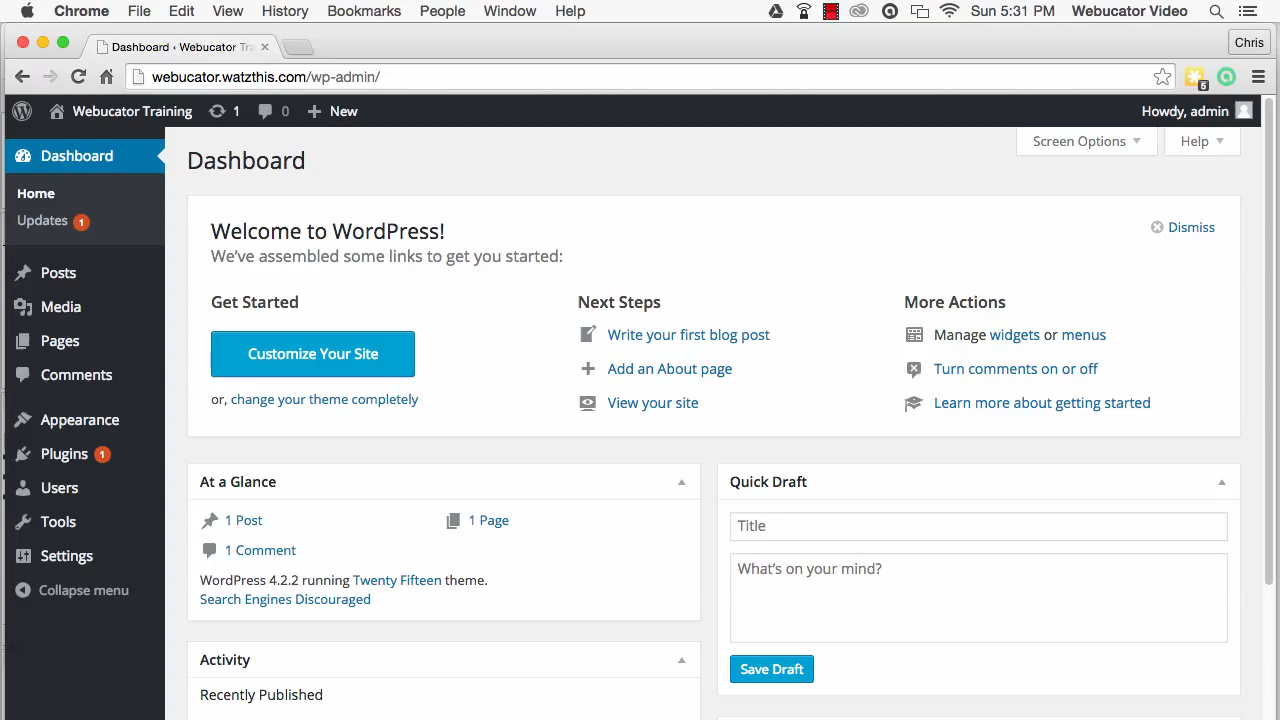 Chrome File Edit View History Bookmarks People Window Help Sun 5:31 PM Webucator Video
Dashboard ‹ Webucator Tra
Chris
webucator.watzthis.com/wp-admin/
5
Webucator Training 1 0 New Howdy, admin
Dashboard
Home
Updates 1
Posts
Media
Pages
Comments
Appearance
Plugins 1
Users
Tools
Settings
Collapse menu
Screen Options Help
Dashboard
Welcome to WordPress!
Dismiss
We've assembled some links to get you started:
Get Started
Customize Your Site
or, change your theme completely
Next Steps
Write your first blog post
Add an About page
View your site
More Actions
Manage widgets or menus
Turn comments on or off
Learn more about getting started
At a Glance
1 Post 1 Page
1 Comment
WordPress 4.2.2 running Twenty Fifteen theme.
Search Engines Discouraged
Activity
Recently Published
Quick Draft
Title
What's on your mind?
Save Draft